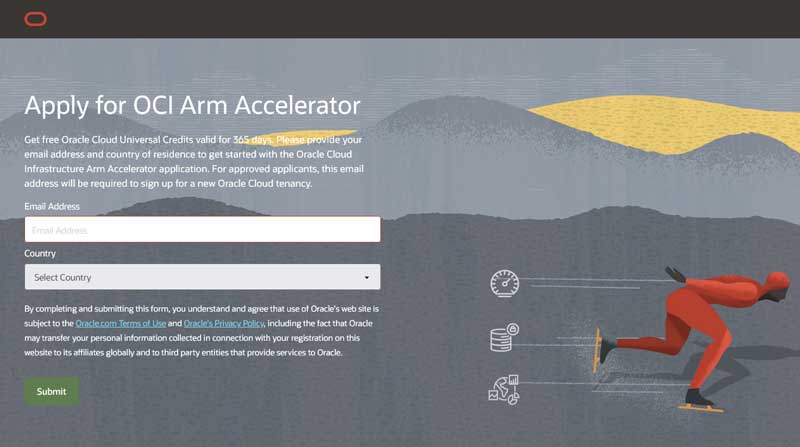 Apply for OCI Arm Accelerator
Get free Oracle Cloud Universal Credits valid for 365 days. Please provide your
email address and country of residence to get started with the Oracle Cloud
Infrastructure Arm Accelerator application. For approved applicants, this email
address will be required to sign up for a new Oracle Cloud tenancy.
Email Address
Email Address
Country
Select Country
By completing and submitting this form, you understand and agree that use of Oracle's web site is
subject to the Oracle.com Terms of Use and Oracle's Privacy Policy, including the fact that Oracle
may transfer your personal information collected in connection with your registration on this
website to its affiliates globally and to third party entities that provide services to Oracle.
Submit